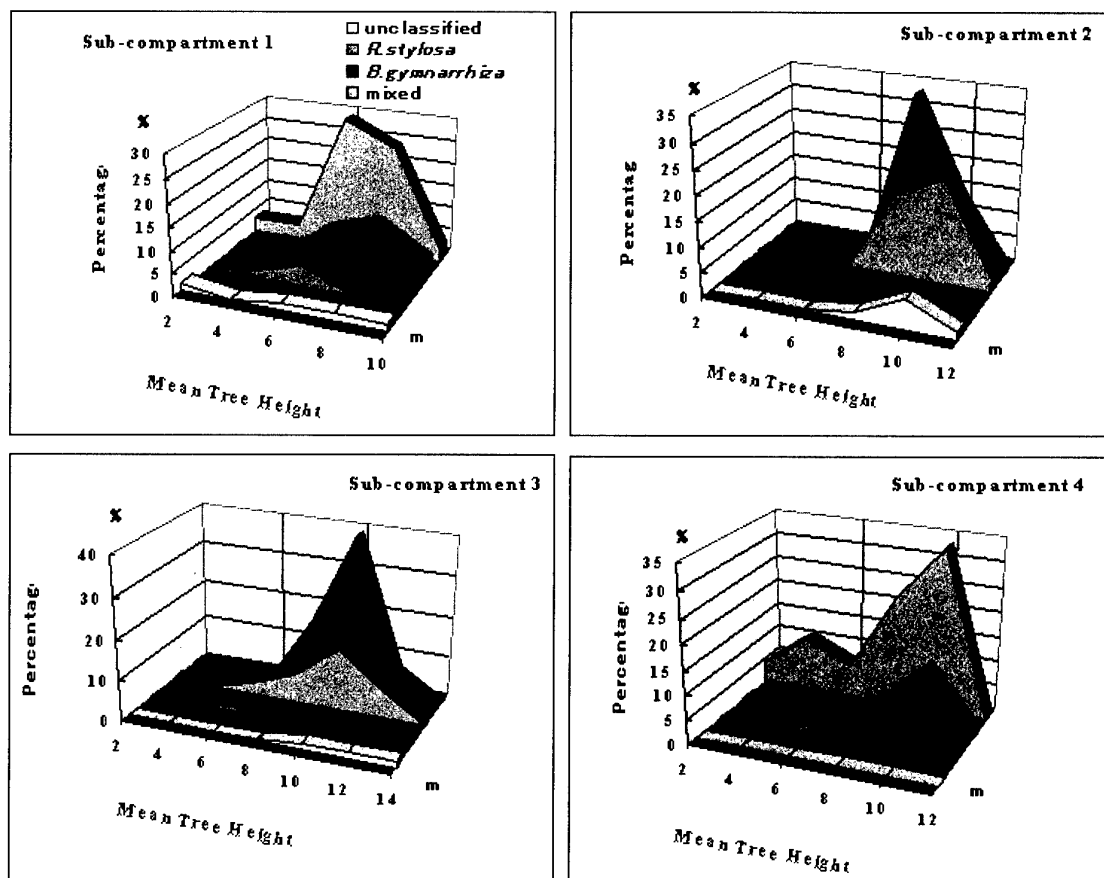 Sub-compartment 1
unclassified
R.stylosa
B.gymnarrhiza
mixed
%
Percentag
30
25
20
15
10
5
0
2 4 6 8 10
m
Mean Tree Height
Sub-compartment 2
%
Percentag
35
30
25
20
15
10
5
0
2 4 6 8 10 12
m
Mean Tree Height
Sub-compartment 3
%
Percentag
40
30
20
10
0
2 4 6 8 10 12 14
m
Mean Tree Height
Sub-compartment 4
%
Percentag
35
30
25
20
15
10
5
0
2 4 6 8 10 12
m
Mean Tree Height